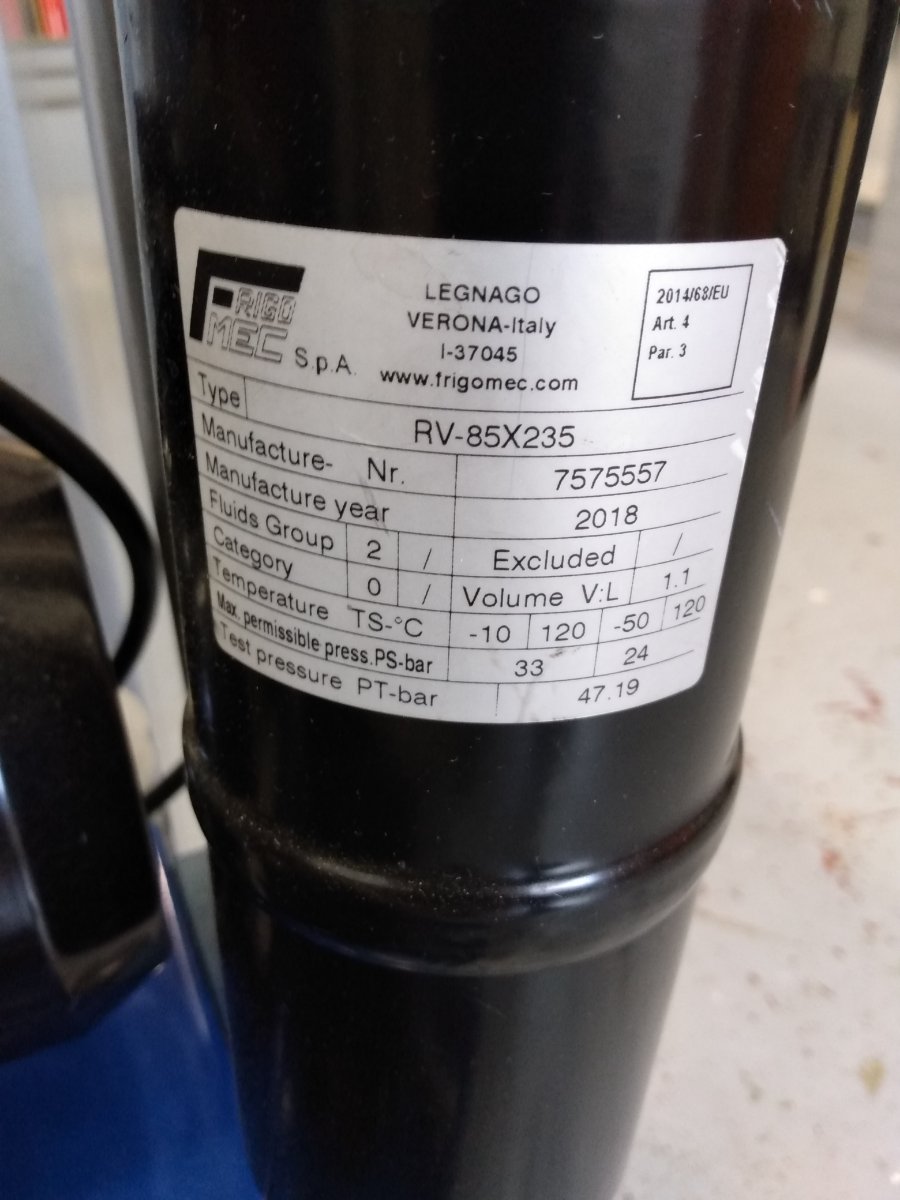 FRIGO
MEC S.p.A.
LEGNAGO
VERONA-Italy
I-37045
www.frigomec.com
2014/68/EU
Art. 4
Par. 3
Type RV-85X235
Manufacture- Nr. 7575557
Manufacture year 2018
Fluids Group 2 / Excluded /
Category 0 / Volume V:L 1.1
Temperature TS-°C -10 120 -50 120
Max. permissible press.PS-bar 33 24
Test pressure PT-bar 47.19